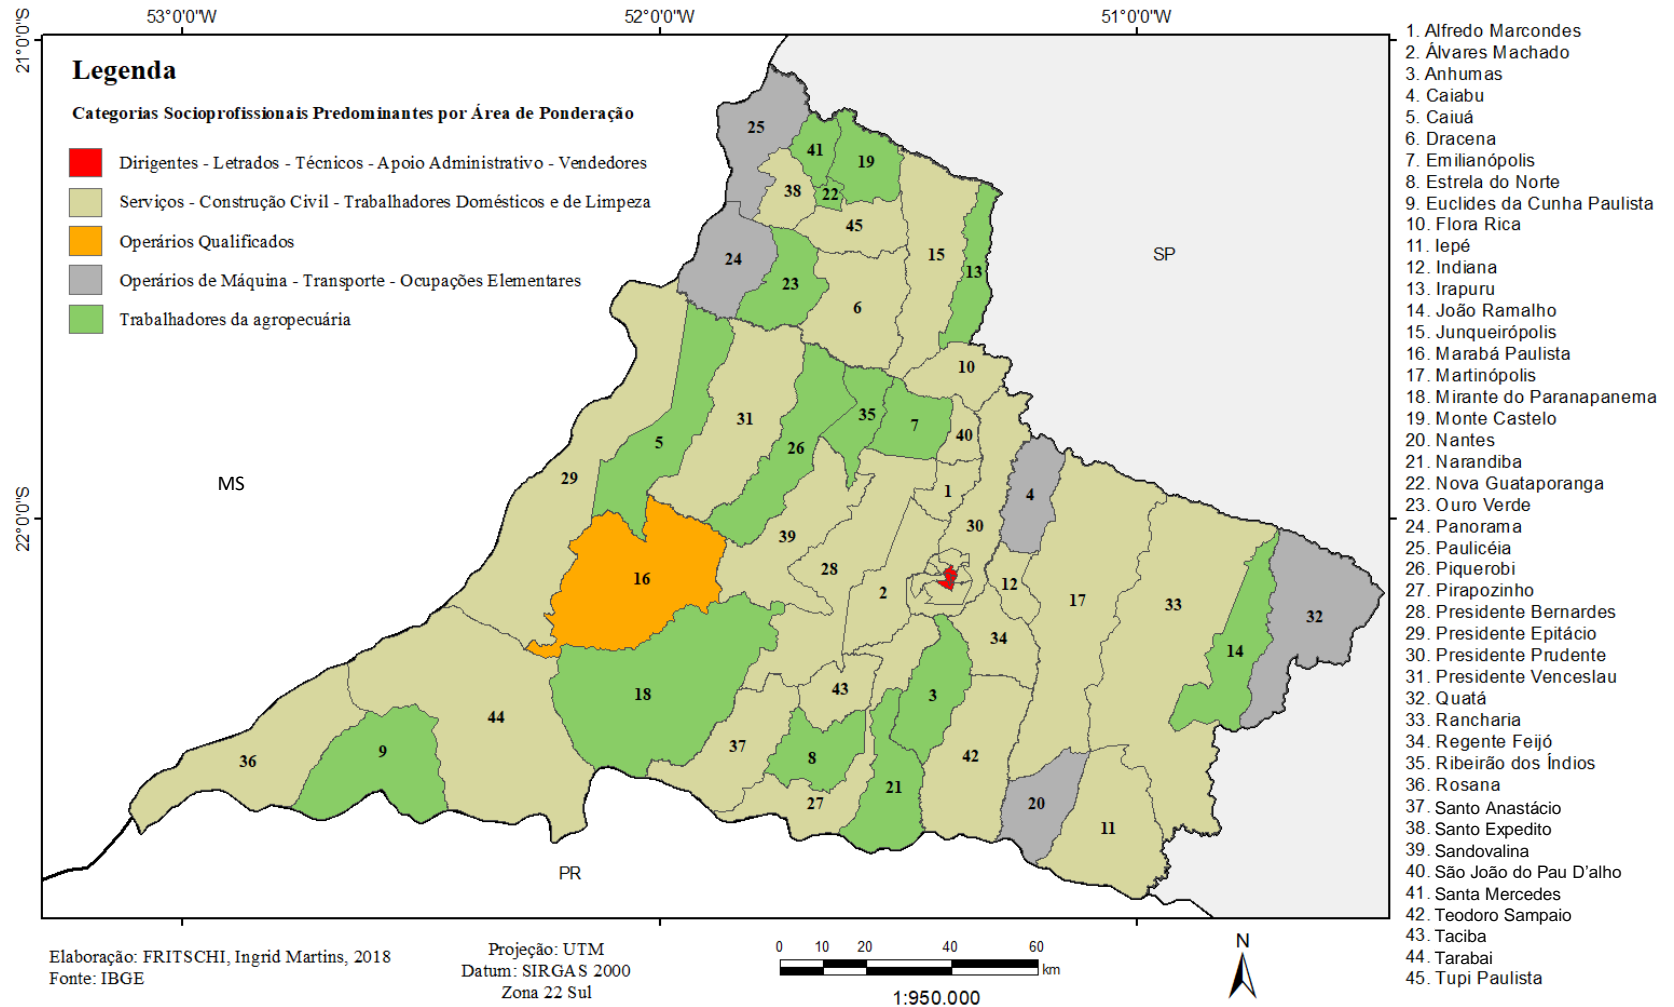 53°0'0"W
52°0'0"W
51°0'0"W
21°0'0"S
22°0'0"S
Legenda
Categorias Socioprofissionais Predominantes por Área de Ponderação
Dirigentes - Letrados - Técnicos - Apoio Administrativo - Vendedores
Serviços - Construção Civil - Trabalhadores Domésticos e de Limpeza
Operários Qualificados
Operários de Máquina - Transporte - Ocupações Elementares
Trabalhadores da agropecuária
25
41
19
38
22
45
24
23
15
13
SP
6
10
31
35
7
5
26
40
29
MS
1
4
39
30
16
28
2
12
17
33
32
34
14
18
43
3
44
37
42
9
36
8
21
27
20
11
PR
1. Alfredo Marcondes
2. Álvares Machado
3. Anhumas
4. Caiabu
5. Caiuá
6. Dracena
7. Emilianópolis
8. Estrela do Norte
9. Euclides da Cunha Paulista
10. Flora Rica
11. Iepé
12. Indiana
13. Irapuru
14. João Ramalho
15. Junqueirópolis
16. Marabá Paulista
17. Martinópolis
18. Mirante do Paranapanema
19. Monte Castelo
20. Nantes
21. Narandiba
22. Nova Guataporanga
23. Ouro Verde
24. Panorama
25. Paulicéia
26. Piquerobi
27. Pirapozinho
28. Presidente Bernardes
29. Presidente Epitácio
30. Presidente Prudente
31. Presidente Venceslau
32. Quatá
33. Rancharia
34. Regente Feijó
35. Ribeirão dos Índios
36. Rosana
37. Santo Anastácio
38. Santo Expedito
39. Sandovalina
40. São João do Pau D'alho
41. Santa Mercedes
42. Teodoro Sampaio
43. Taciba
44. Tarabai
45. Tupi Paulista
Elaboração: FRITSCHI, Ingrid Martins, 2018
Fonte: IBGE
Projeção: UTM
Datum: SIRGAS 2000
Zona 22 Sul
0 10 20 40 60
km
1:950.000
N